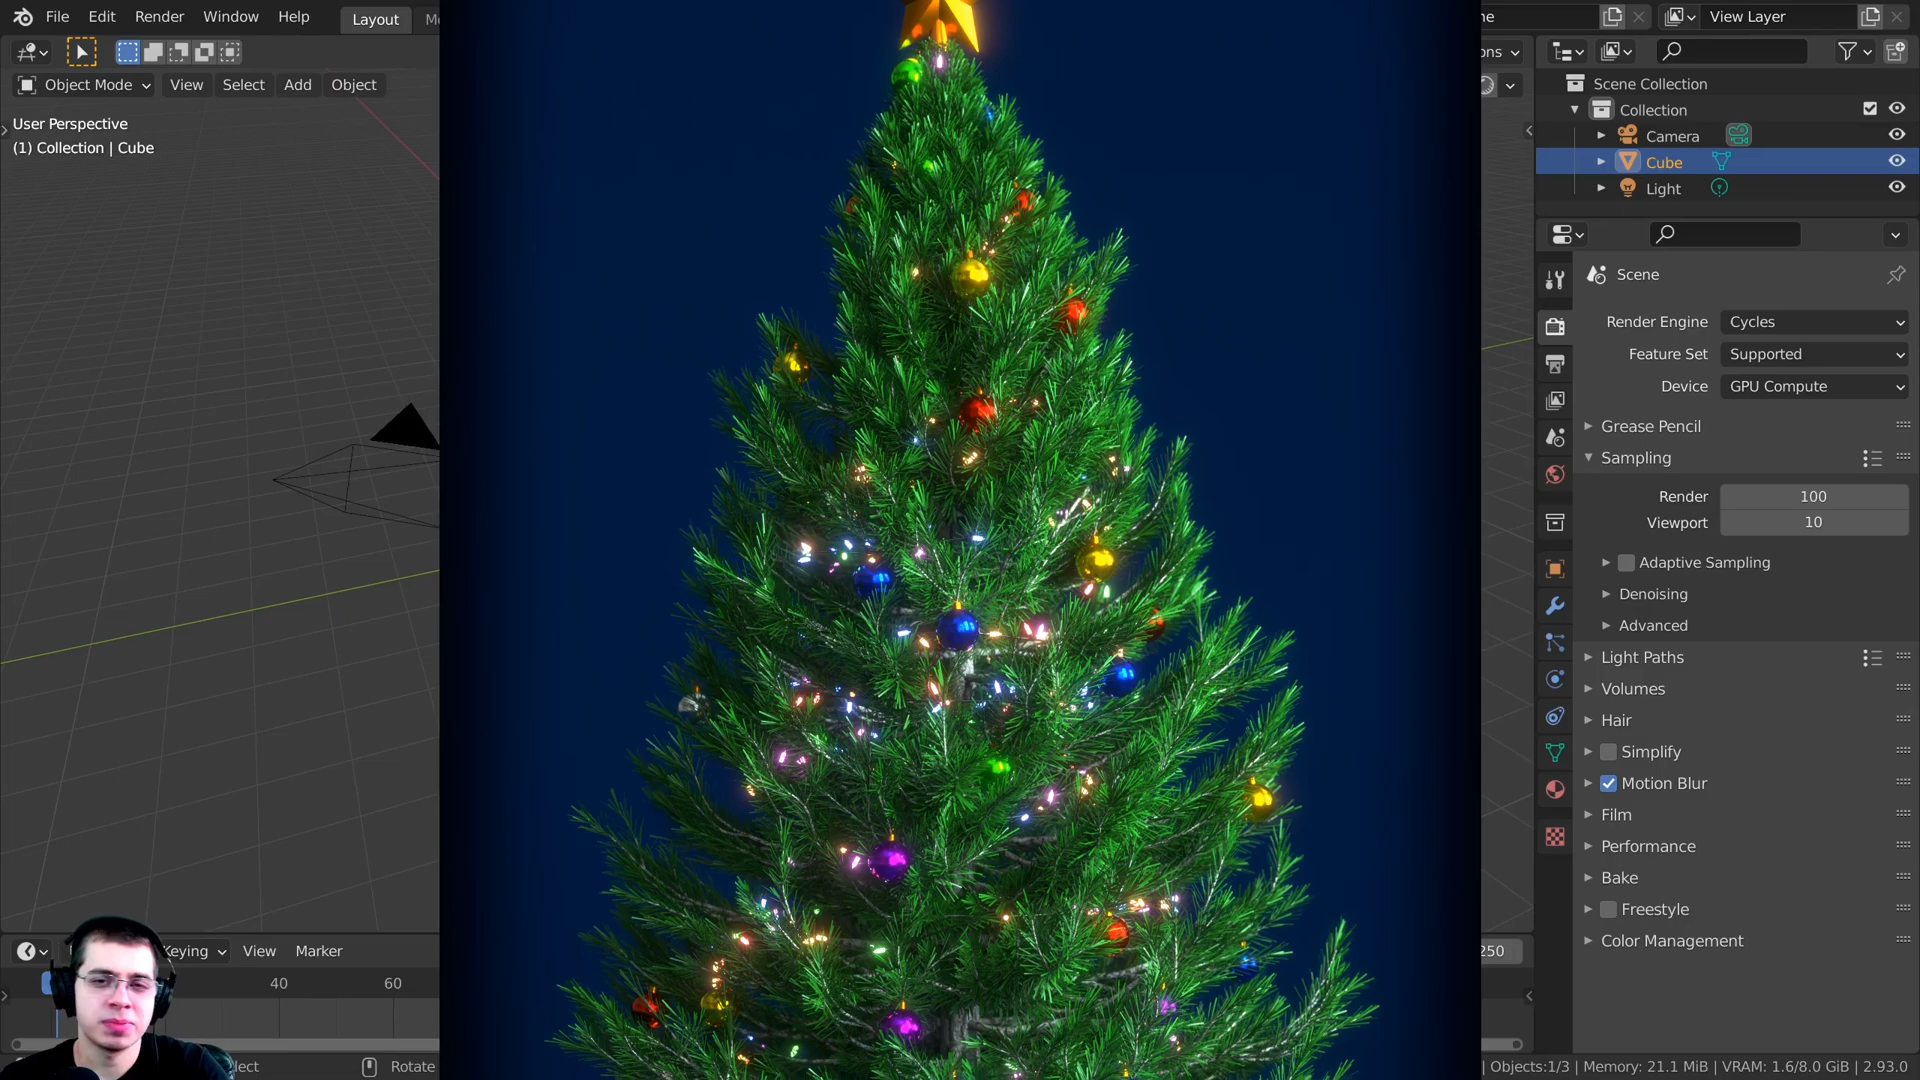 File Edit Render Window Help Layout
Object Mode View Select Add Object
User Perspective
(1) Collection | Cube
Keying View Marker
40 60
Rotate
View Layer
Scene Collection
Collection
Camera
Cube
Light
Scene
Render Engine Cycles
Feature Set Supported
Device GPU Compute
Grease Pencil
Sampling
Render 100
Viewport 10
Adaptive Sampling
Denoising
Advanced
Light Paths
Volumes
Hair
Simplify
Motion Blur
Film
Performance
Bake
Freestyle
Color Management
250
Objects:1/3 | Memory: 21.1 MiB | VRAM: 1.6/8.0 GiB | 2.93.0